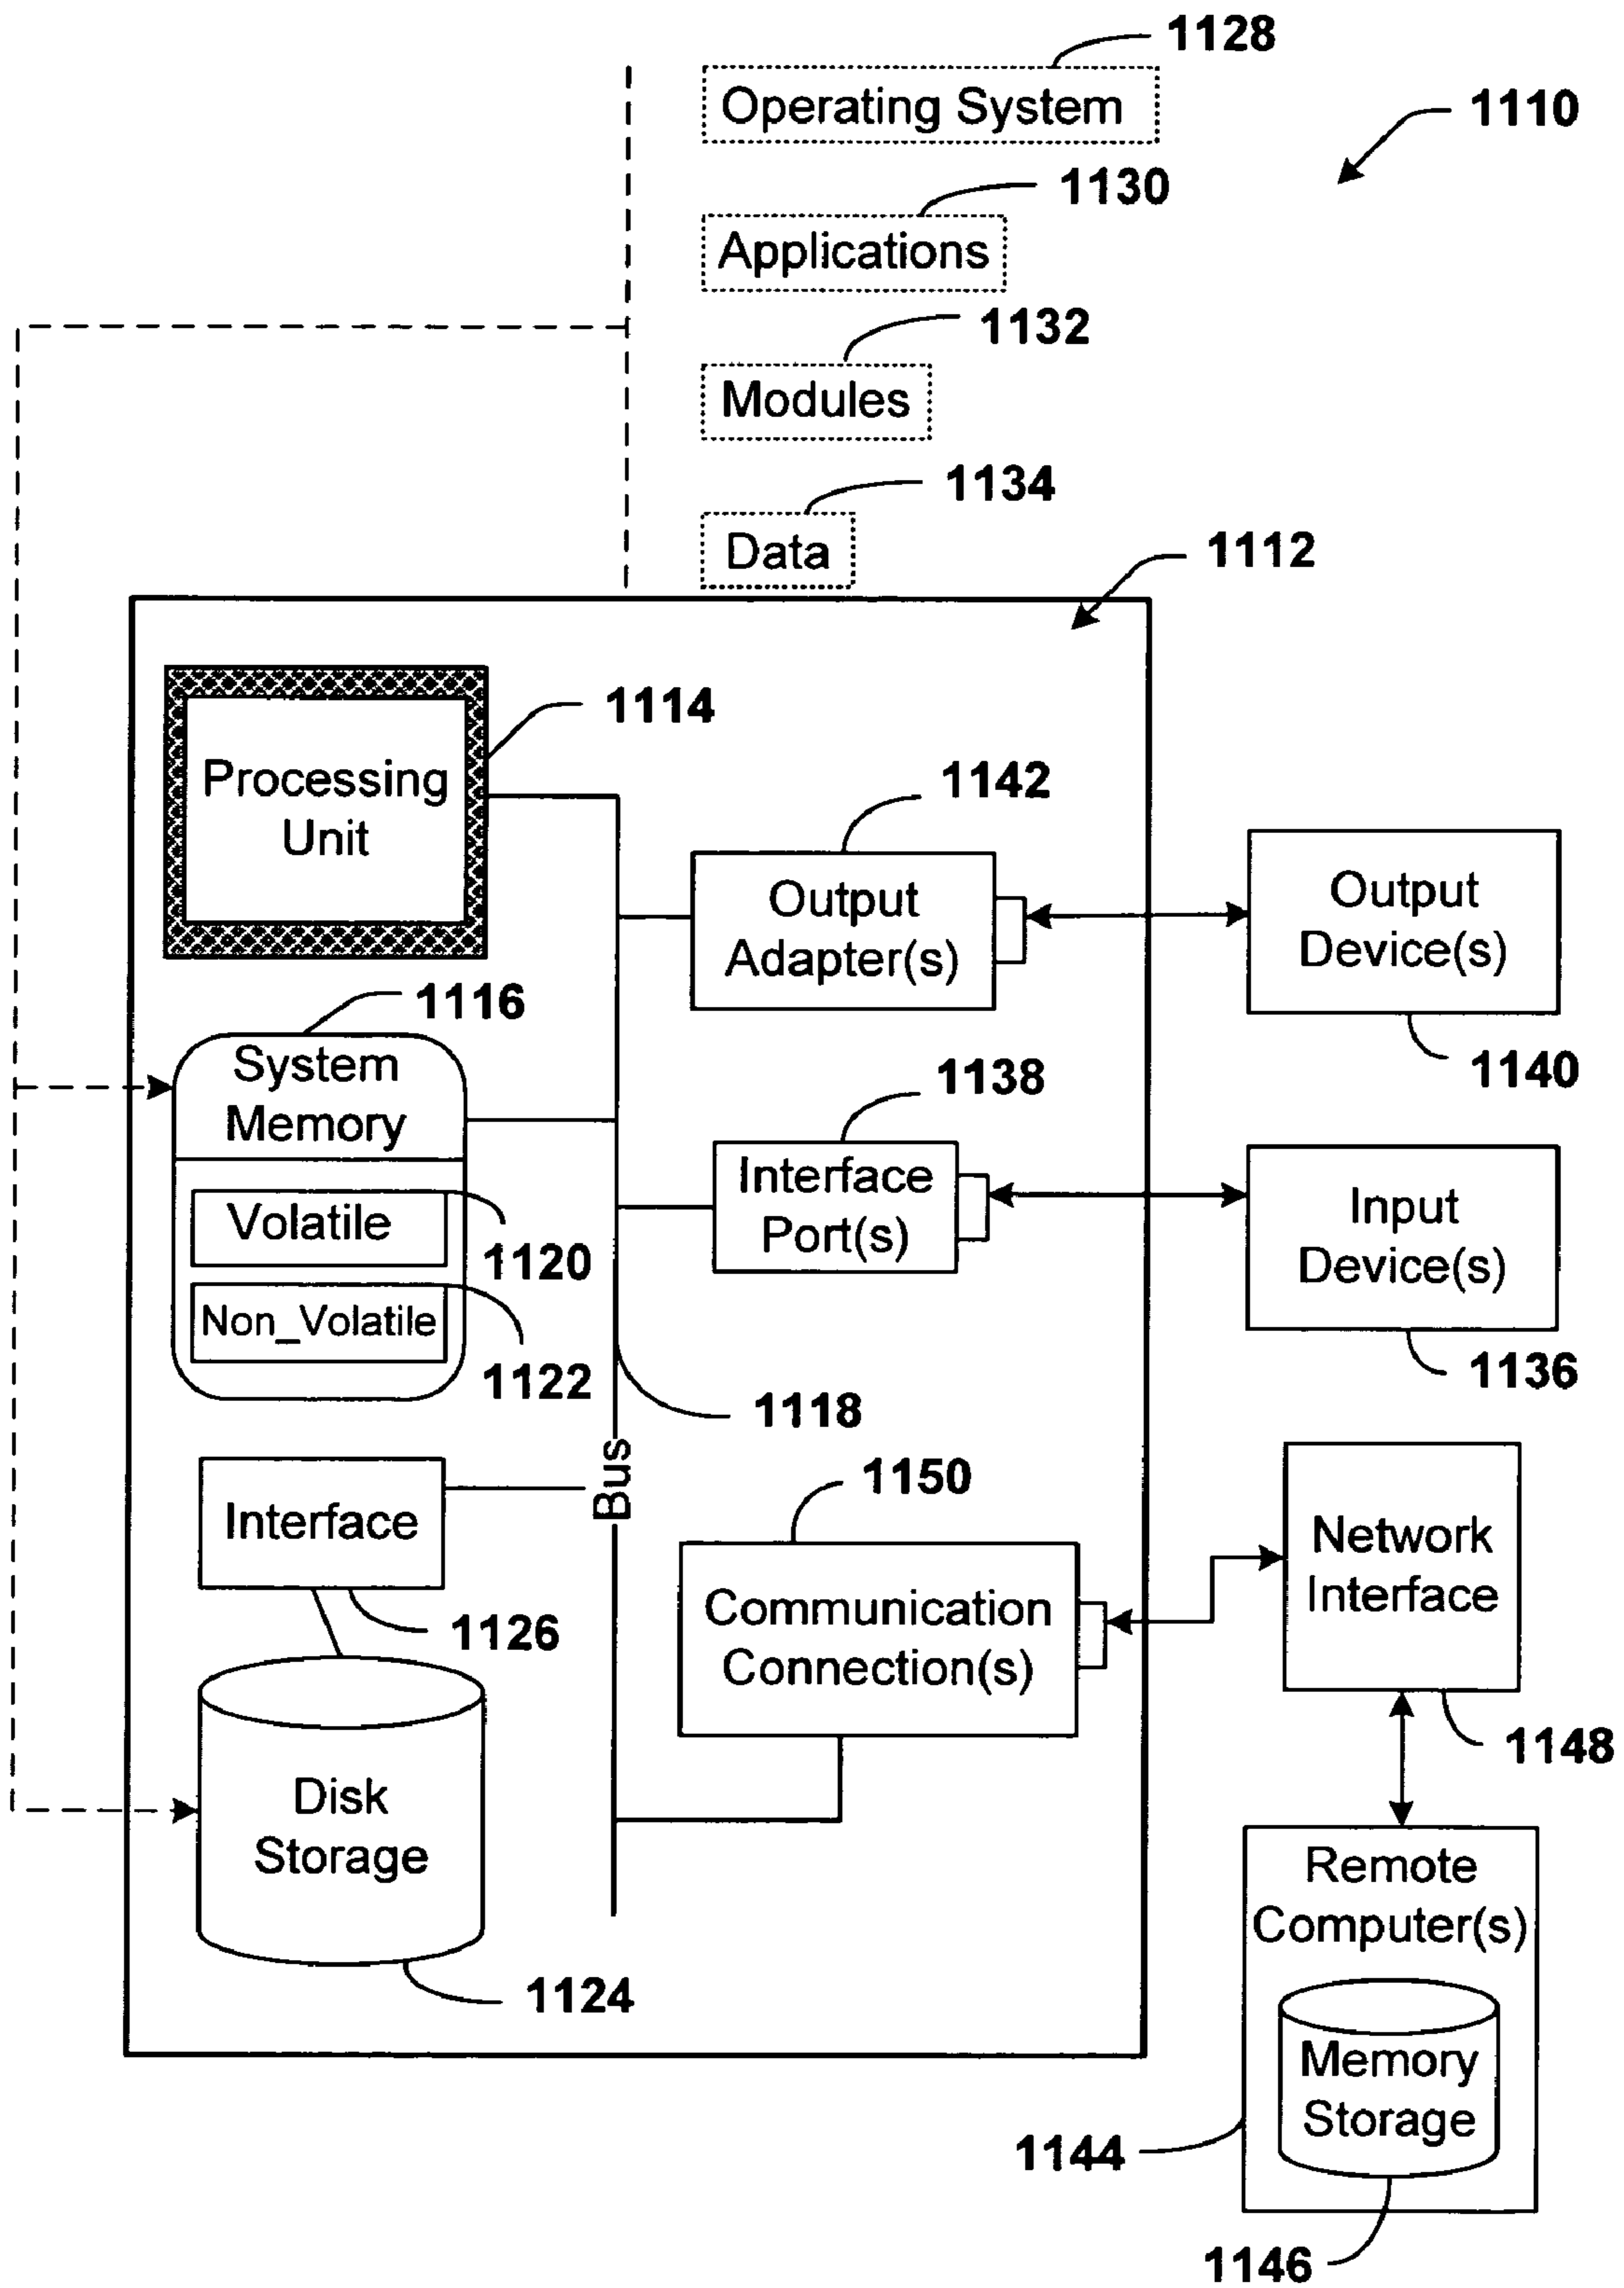 1128
Operating System
1110
1130
Applications
1132
Modules
1134
Data
1112
1114
Processing
Unit
1142
Output
Adapter(s)
Output
Device(s)
1140
1116
System
Memory
Volatile
1120
Non_Volatile
1122
1138
Interface
Port(s)
Input
Device(s)
1136
1118
Bus
1150
Interface
1126
Communication
Connection(s)
Network
Interface
1148
Disk
Storage
1124
Remote
Computer(s)
Memory
Storage
1144
1146